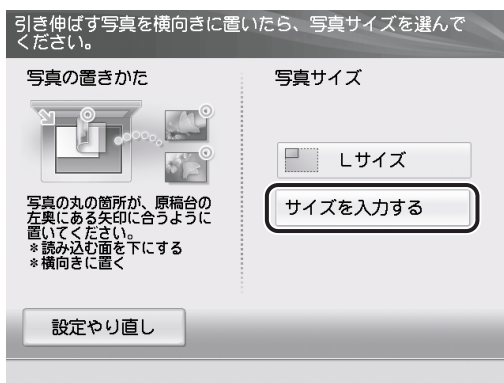 引き伸ばす写真を横向きに置いたら、写真サイズを選んで
ください。
写真の置きかた
写真の丸の箇所が、原稿台の
左奥にある矢印に合うように
置いてください。
＊読み込む面を下にする
＊横向きに置く
設定やり直し
写真サイズ
Lサイズ
サイズを入力する